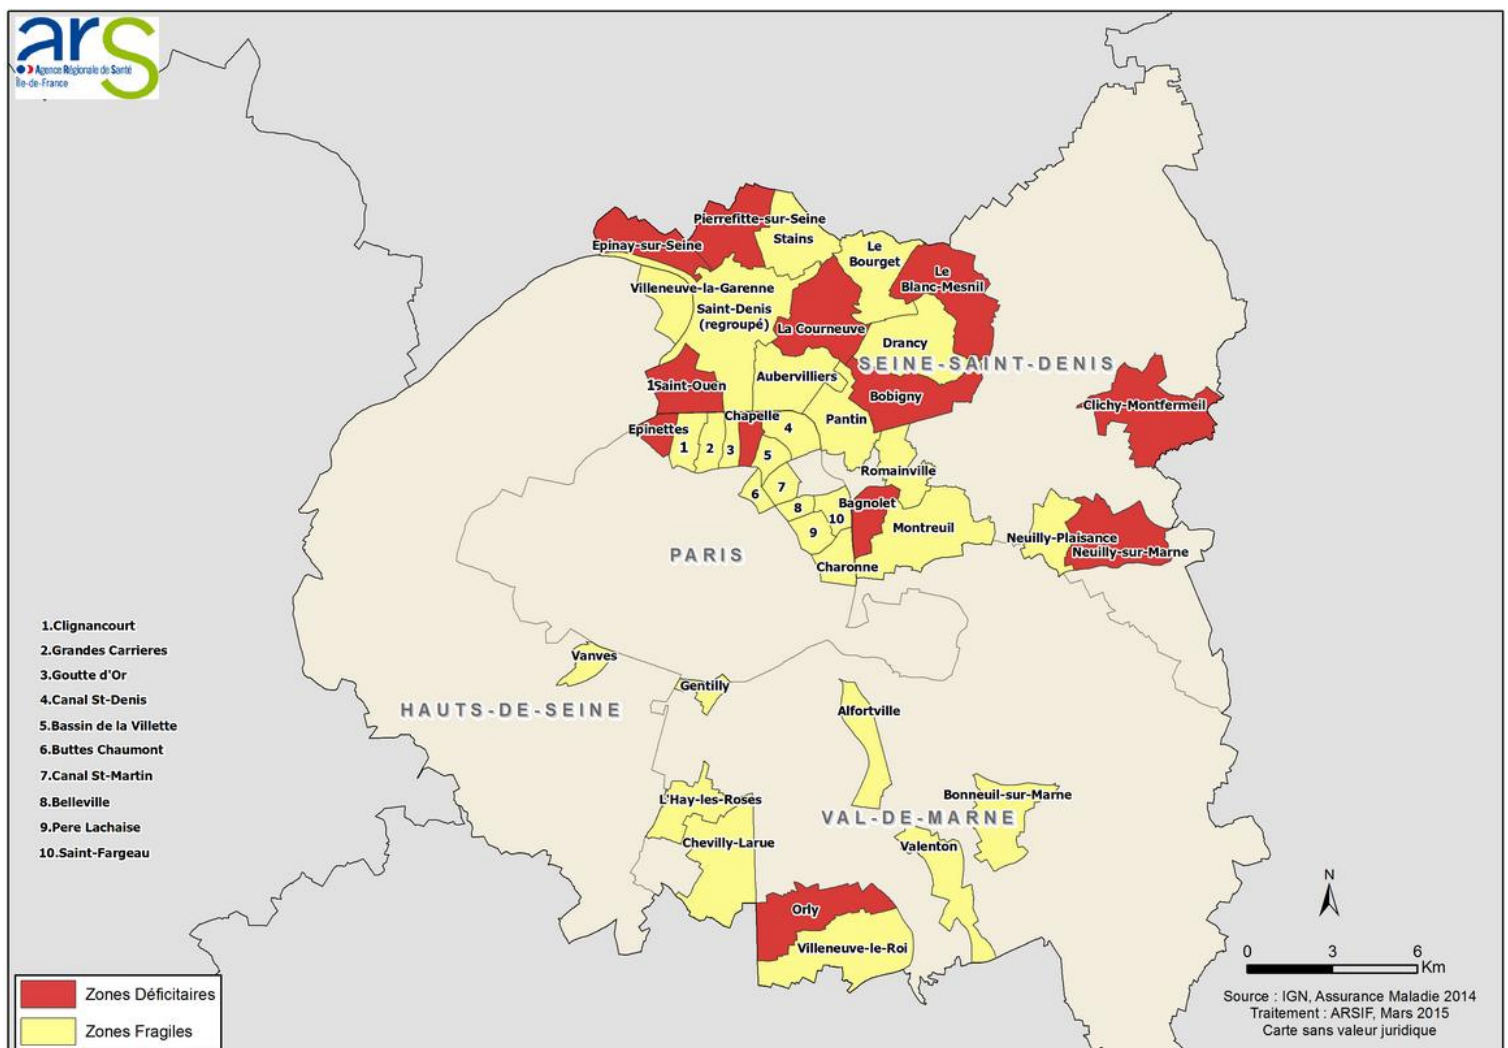 ars
Agence Régionale de Santé
Île-de-France
Pierrefitte-sur-Seine
Epinay-sur-Seine
Stains
Le
Bourget
Le
Blanc-Mesnil
Villeneuve-la-Garenne
Saint-Denis
(regroupé)
La Courneuve
Drancy
SEINE-SAINT-DENIS
Aubervilliers
1Saint-Ouen
Bobigny
Clichy-Montfermeil
Chapelle
Pantin
Epinettes
4
1
2
3
5
Romainville
7
6
Bagnolet
8
10
9
Montreuil
Neuilly-Plaisance
Neuilly-sur-Marne
PARIS
Charonne
1.Clignancourt
2.Grandes Carrieres
3.Goutte d'Or
4.Canal St-Denis
5.Bassin de la Villette
6.Buttes Chaumont
7.Canal St-Martin
8.Belleville
9.Pere Lachaise
10.Saint-Fargeau
Vanves
Gentilly
HAUTS-DE-SEINE
Alfortville
L'Hay-les-Roses
Bonneuil-sur-Marne
VAL-DE-MARNE
Chevilly-Larue
Valenton
Orly
Villeneuve-le-Roi
N
0 3 6
Km
Zones Déficitaires
Zones Fragiles
Source : IGN, Assurance Maladie 2014
Traitement : ARSIF, Mars 2015
Carte sans valeur juridique